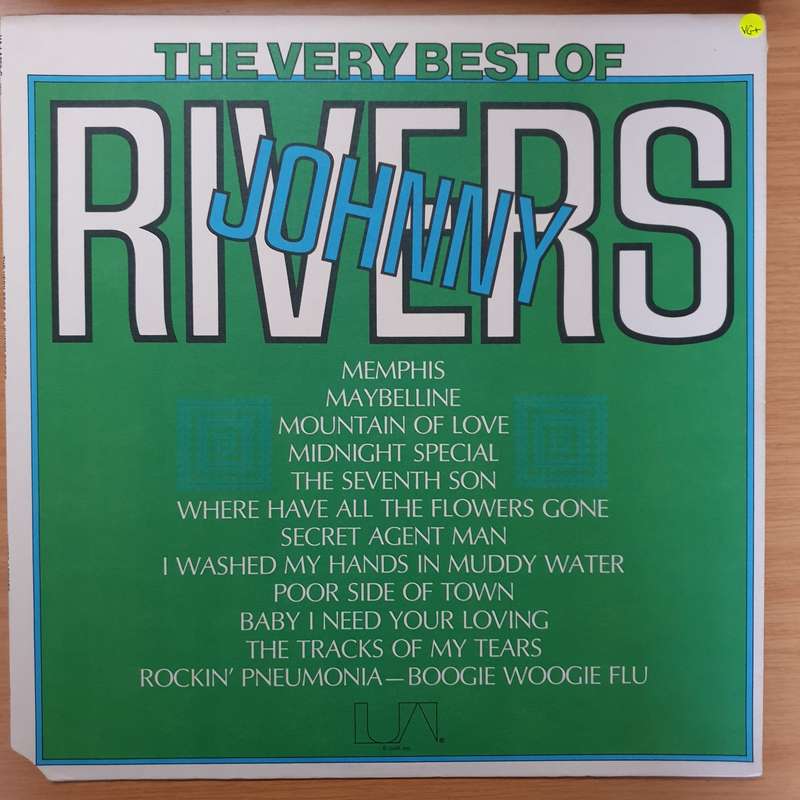 VG+
THE VERY BEST OF
JOHNNY
RIVERS
MEMPHIS
MAYBELLINE
MOUNTAIN OF LOVE
MIDNIGHT SPECIAL
THE SEVENTH SON
WHERE HAVE ALL THE FLOWERS GONE
SECRET AGENT MAN
I WASHED MY HANDS IN MUDDY WATER
POOR SIDE OF TOWN
BABY I NEED YOUR LOVING
THE TRACKS OF MY TEARS
ROCKIN' PNEUMONIA—BOOGIE WOOGIE FLU
UA®